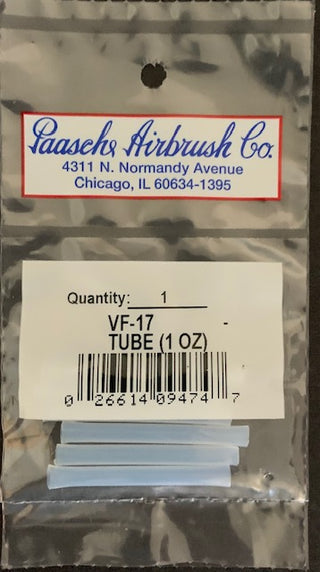 Paasche Airbrush Co.
4311 N. Normandy Avenue
Chicago, IL 60634-1395
Quantity: 1
VF-17 -
TUBE (1 OZ)
0 26614 09474 7